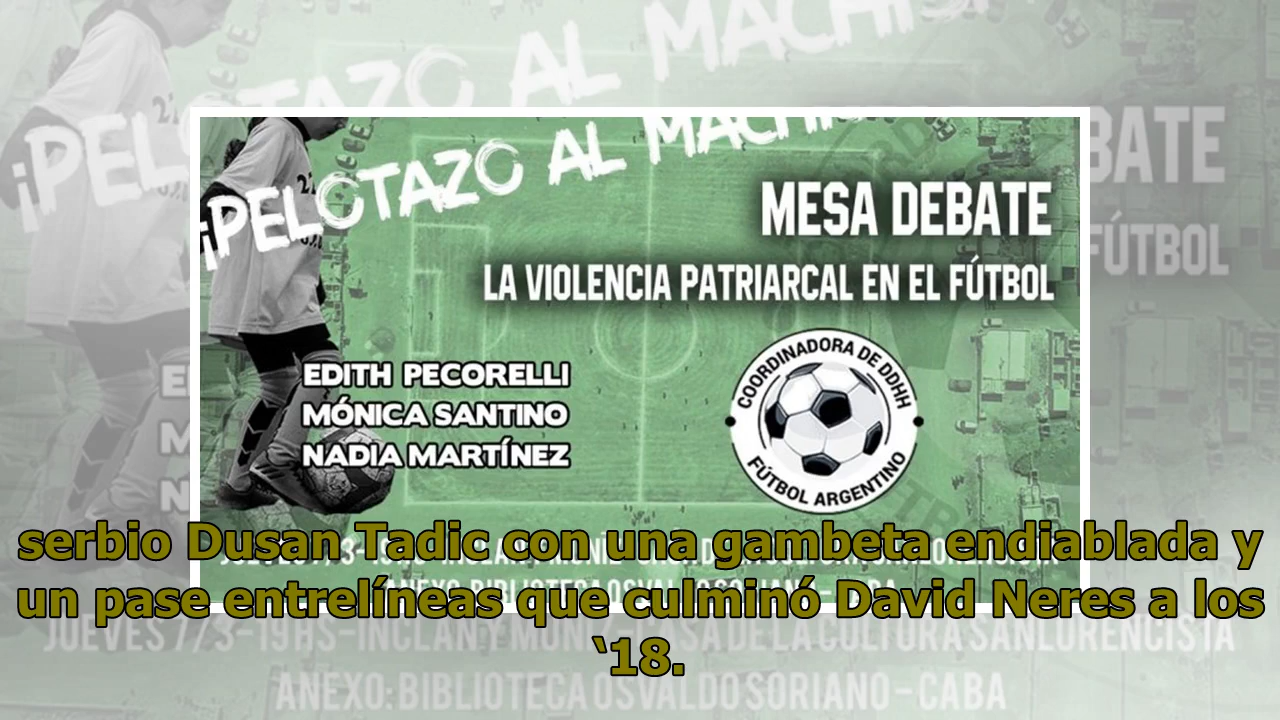 ¡PELOTAZO AL MACHIS
MESA DEBATE
LA VIOLENCIA PATRIARCAL EN EL FÚTBOL
EDITH PECORELLI
MÓNICA SANTINO
NADIA MARTÍNEZ
COORDINADORA DE DDHH
FÚTBOL ARGENTINO
serbio Dusan Tadic con una gambeta endiablada y
un pase entrelíneas que culminó David Neres a los
‘18.
JUEVES 7/3-19HS-INCLAN Y MUÑIZ - CASA DE LA CULTURA SANLORENCISTA
ANEXO: BIBLIOTECA OSVALDO SORIANO - CABA